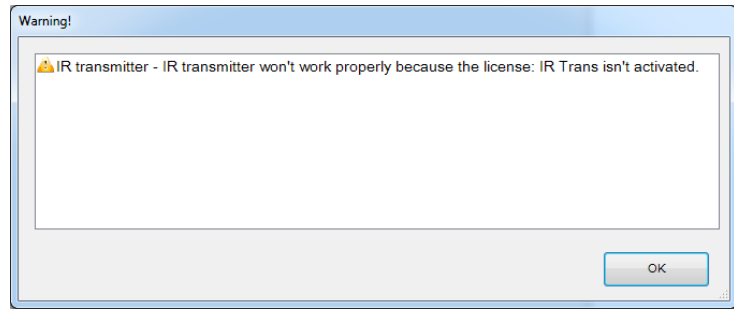 Warning!
IR transmitter - IR transmitter won't work properly because the license: IR Trans isn't activated.
OK